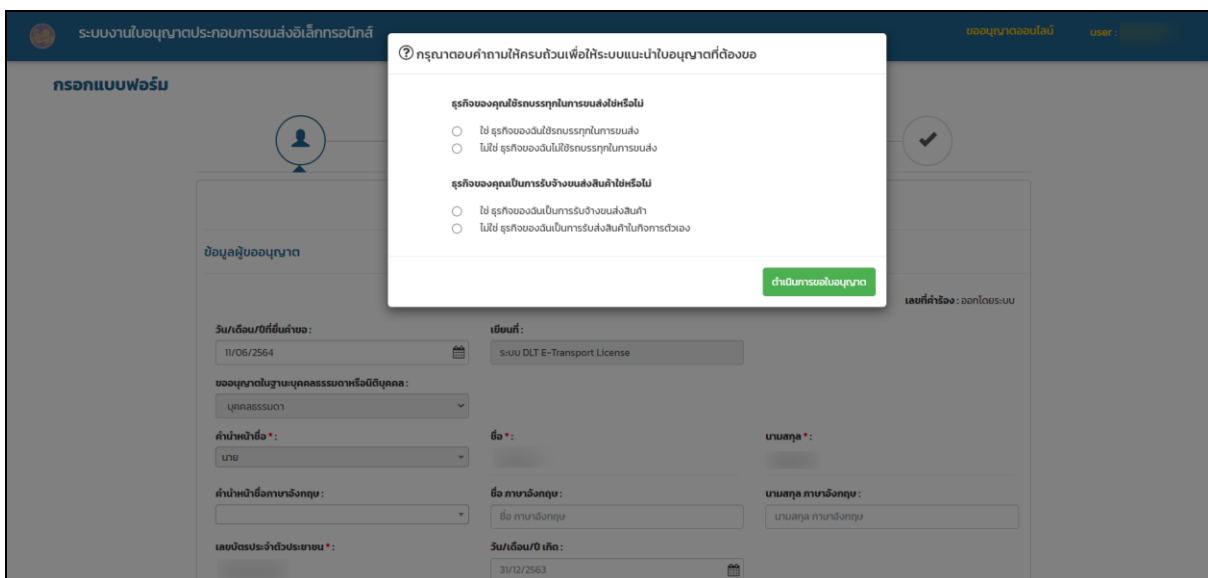 ระบบงานใบอนุญาตประกอบการขนส่งอิเล็กทรอนิกส์
ขออนุญาตออนไลน์ user :
กรุณาตอบคำถามให้ครบถ้วนเพื่อให้ระบบแนะนำใบอนุญาตที่ต้องขอ
กรอกแบบฟอร์ม
ธุรกิจของคุณใช้รถบรรทุกในการขนส่งใช่หรือไม่
ใช่ ธุรกิจของฉันใช้รถบรรทุกในการขนส่ง
ไม่ใช่ ธุรกิจของฉันไม่ใช้รถบรรทุกในการขนส่ง
ธุรกิจของคุณเป็นการรับจ้างขนส่งสินค้าใช่หรือไม่
ใช่ ธุรกิจของฉันเป็นการรับจ้างขนส่งสินค้า
ไม่ใช่ ธุรกิจของฉันเป็นการรับส่งสินค้าในกิจการตัวเอง
ดำเนินการขอใบอนุญาต
ข้อมูลผู้ขออนุญาต
เลขที่คำร้อง : ออกโดยระบบ
วัน/เดือน/ปีที่ยื่นคำขอ : เขียนที่ :
11/06/2564 ระบบ DLT E-Transport License
ขออนุญาตในฐานะบุคคลธรรมดาหรือนิติบุคคล :
บุคคลธรรมดา
คำนำหน้าชื่อ * : ชื่อ * : นามสกุล * :
นาย
คำนำหน้าชื่อภาษาอังกฤษ : ชื่อ ภาษาอังกฤษ : นามสกุล ภาษาอังกฤษ :
ชื่อ ภาษาอังกฤษ นามสกุล ภาษาอังกฤษ
เลขบัตรประจำตัวประชาชน * : วัน/เดือน/ปี เกิด :
31/12/2563